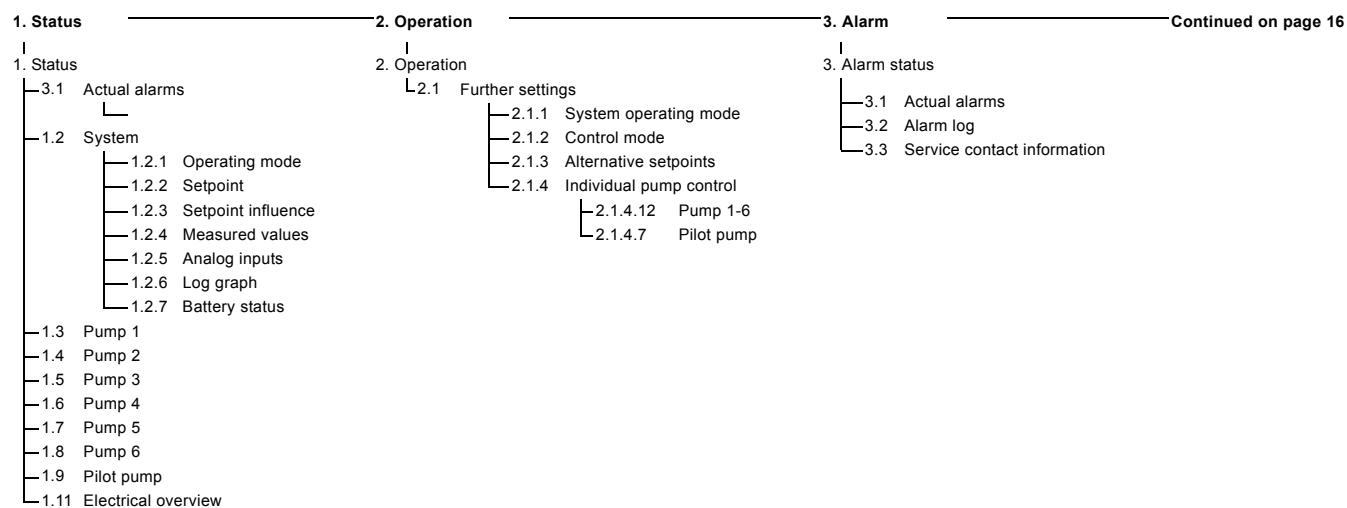 1. Status
2. Operation
3. Alarm
Continued on page 16
1. Status
3.1 Actual alarms
1.2 System
1.2.1 Operating mode
1.2.2 Setpoint
1.2.3 Setpoint influence
1.2.4 Measured values
1.2.5 Analog inputs
1.2.6 Log graph
1.2.7 Battery status
1.3 Pump 1
1.4 Pump 2
1.5 Pump 3
1.6 Pump 4
1.7 Pump 5
1.8 Pump 6
1.9 Pilot pump
1.11 Electrical overview
2. Operation
2.1 Further settings
2.1.1 System operating mode
2.1.2 Control mode
2.1.3 Alternative setpoints
2.1.4 Individual pump control
2.1.4.12 Pump 1-6
2.1.4.7 Pilot pump
3. Alarm status
3.1 Actual alarms
3.2 Alarm log
3.3 Service contact information